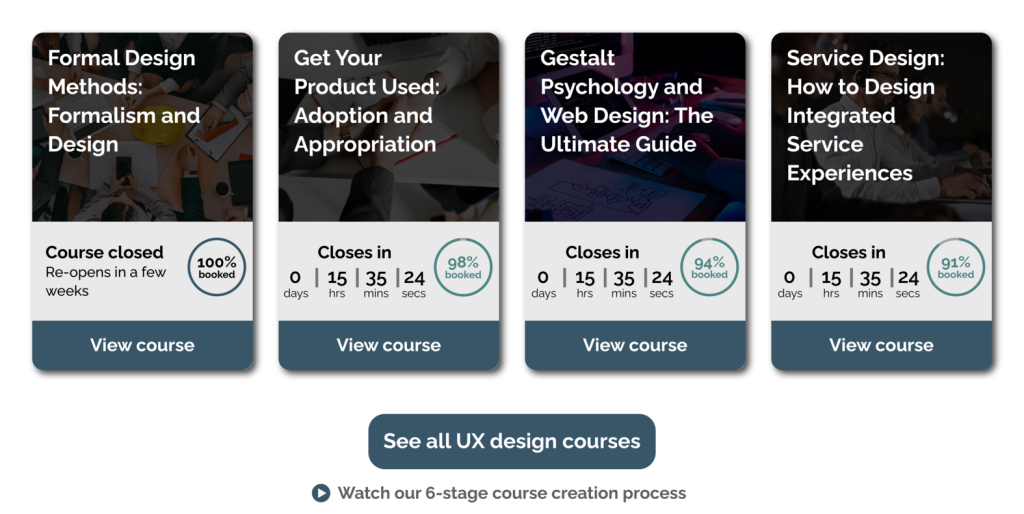 Formal Design
Methods:
Formalism and
Design
Course closed
Re-opens in a few
weeks
100%
booked
View course
Get Your
Product Used:
Adoption and
Appropriation
Closes in
0 | 15 | 35 | 24
days hrs mins secs
98%
booked
View course
Gestalt
Psychology and
Web Design: The
Ultimate Guide
Closes in
0 | 15 | 35 | 24
days hrs mins secs
94%
booked
View course
Service Design:
How to Design
Integrated
Service
Experiences
Closes in
0 | 15 | 35 | 24
days hrs mins secs
91%
booked
View course
See all UX design courses
Watch our 6-stage course creation process